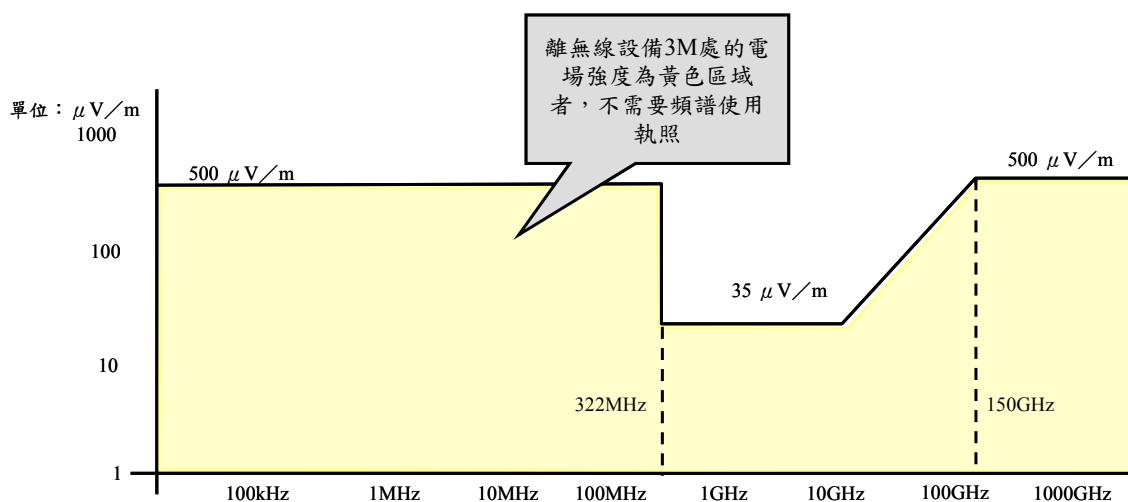 離無線設備3M處的電
場強度為黃色區域
者，不需要頻譜使用
執照
單位：μV／m
1000
500 μV／m
500 μV／m
100
35 μV／m
10
322MHz
150GHz
1
100kHz
1MHz
10MHz
100MHz
1GHz
10GHz
100GHz
1000GHz